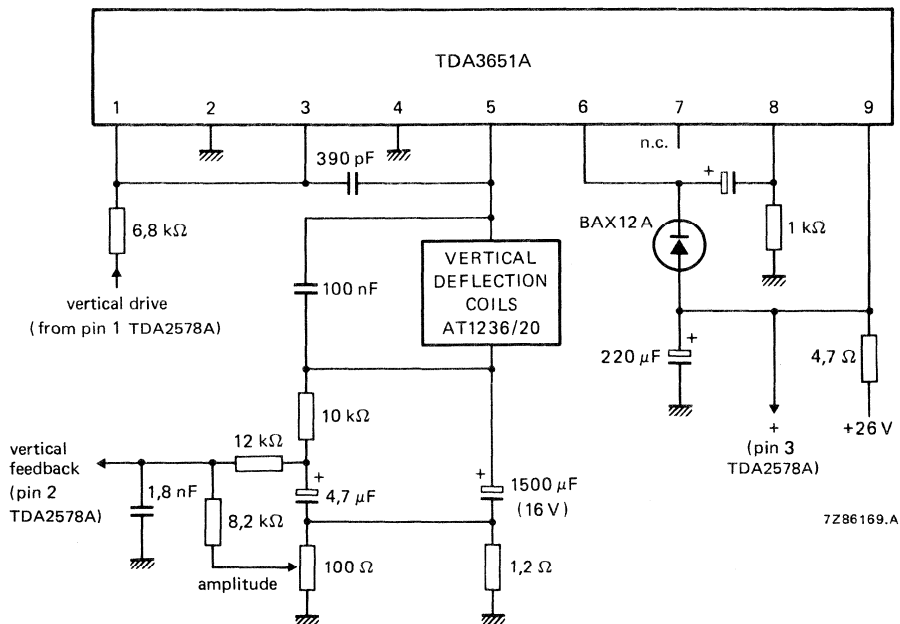 TDA3651A
1 2 3 4 5 6 7 8 9
n.c.
390 pF
+
6,8 kΩ
BAX12A
1 kΩ
vertical drive
(from pin 1 TDA2578A)
100 nF
VERTICAL
DEFLECTION
COILS
AT1236/20
220 μF
+
4,7 Ω
10 kΩ
+
(pin 3
TDA2578A)
+26 V
12 kΩ
vertical
feedback
(pin 2
TDA2578A)
1,8 nF
8,2 kΩ
+
4,7 μF
+
1500 μF
(16 V)
7Z86169.A
amplitude
100 Ω
1,2 Ω